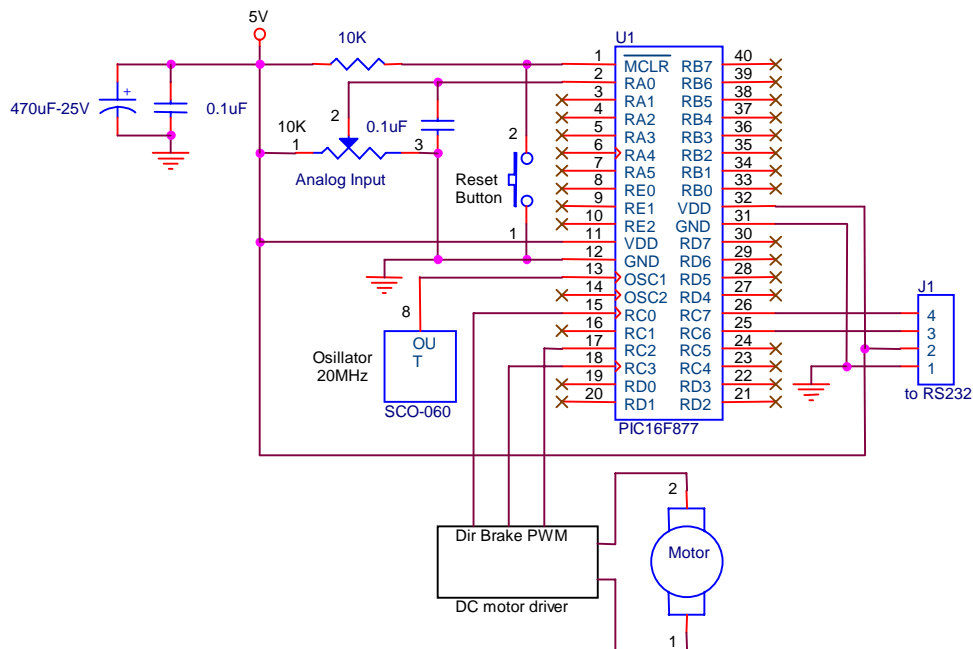 5V
10K
470uF-25V
+
0.1uF
10K
2
0.1uF
1
3
Analog Input
2
Reset
Button
1
U1
1 MCLR RB7 40
2 RA0 RB6 39
3 RA1 RB5 38
4 RA2 RB4 37
5 RA3 RB3 36
6 RA4 RB2 35
7 RA5 RB1 34
8 RE0 RB0 33
9 RE1 VDD 32
10 RE2 GND 31
11 VDD RD7 30
12 GND RD6 29
13 OSC1 RD5 28
14 OSC2 RD4 27
15 RC0 RC7 26
16 RC1 RC6 25
17 RC2 RC5 24
18 RC3 RC4 23
19 RD0 RD3 22
20 RD1 RD2 21
PIC16F877
J1
4
3
2
1
to RS232
8
OU
T
Osillator
20MHz
SCO-060
Dir Brake PWM
DC motor driver
2
Motor
1